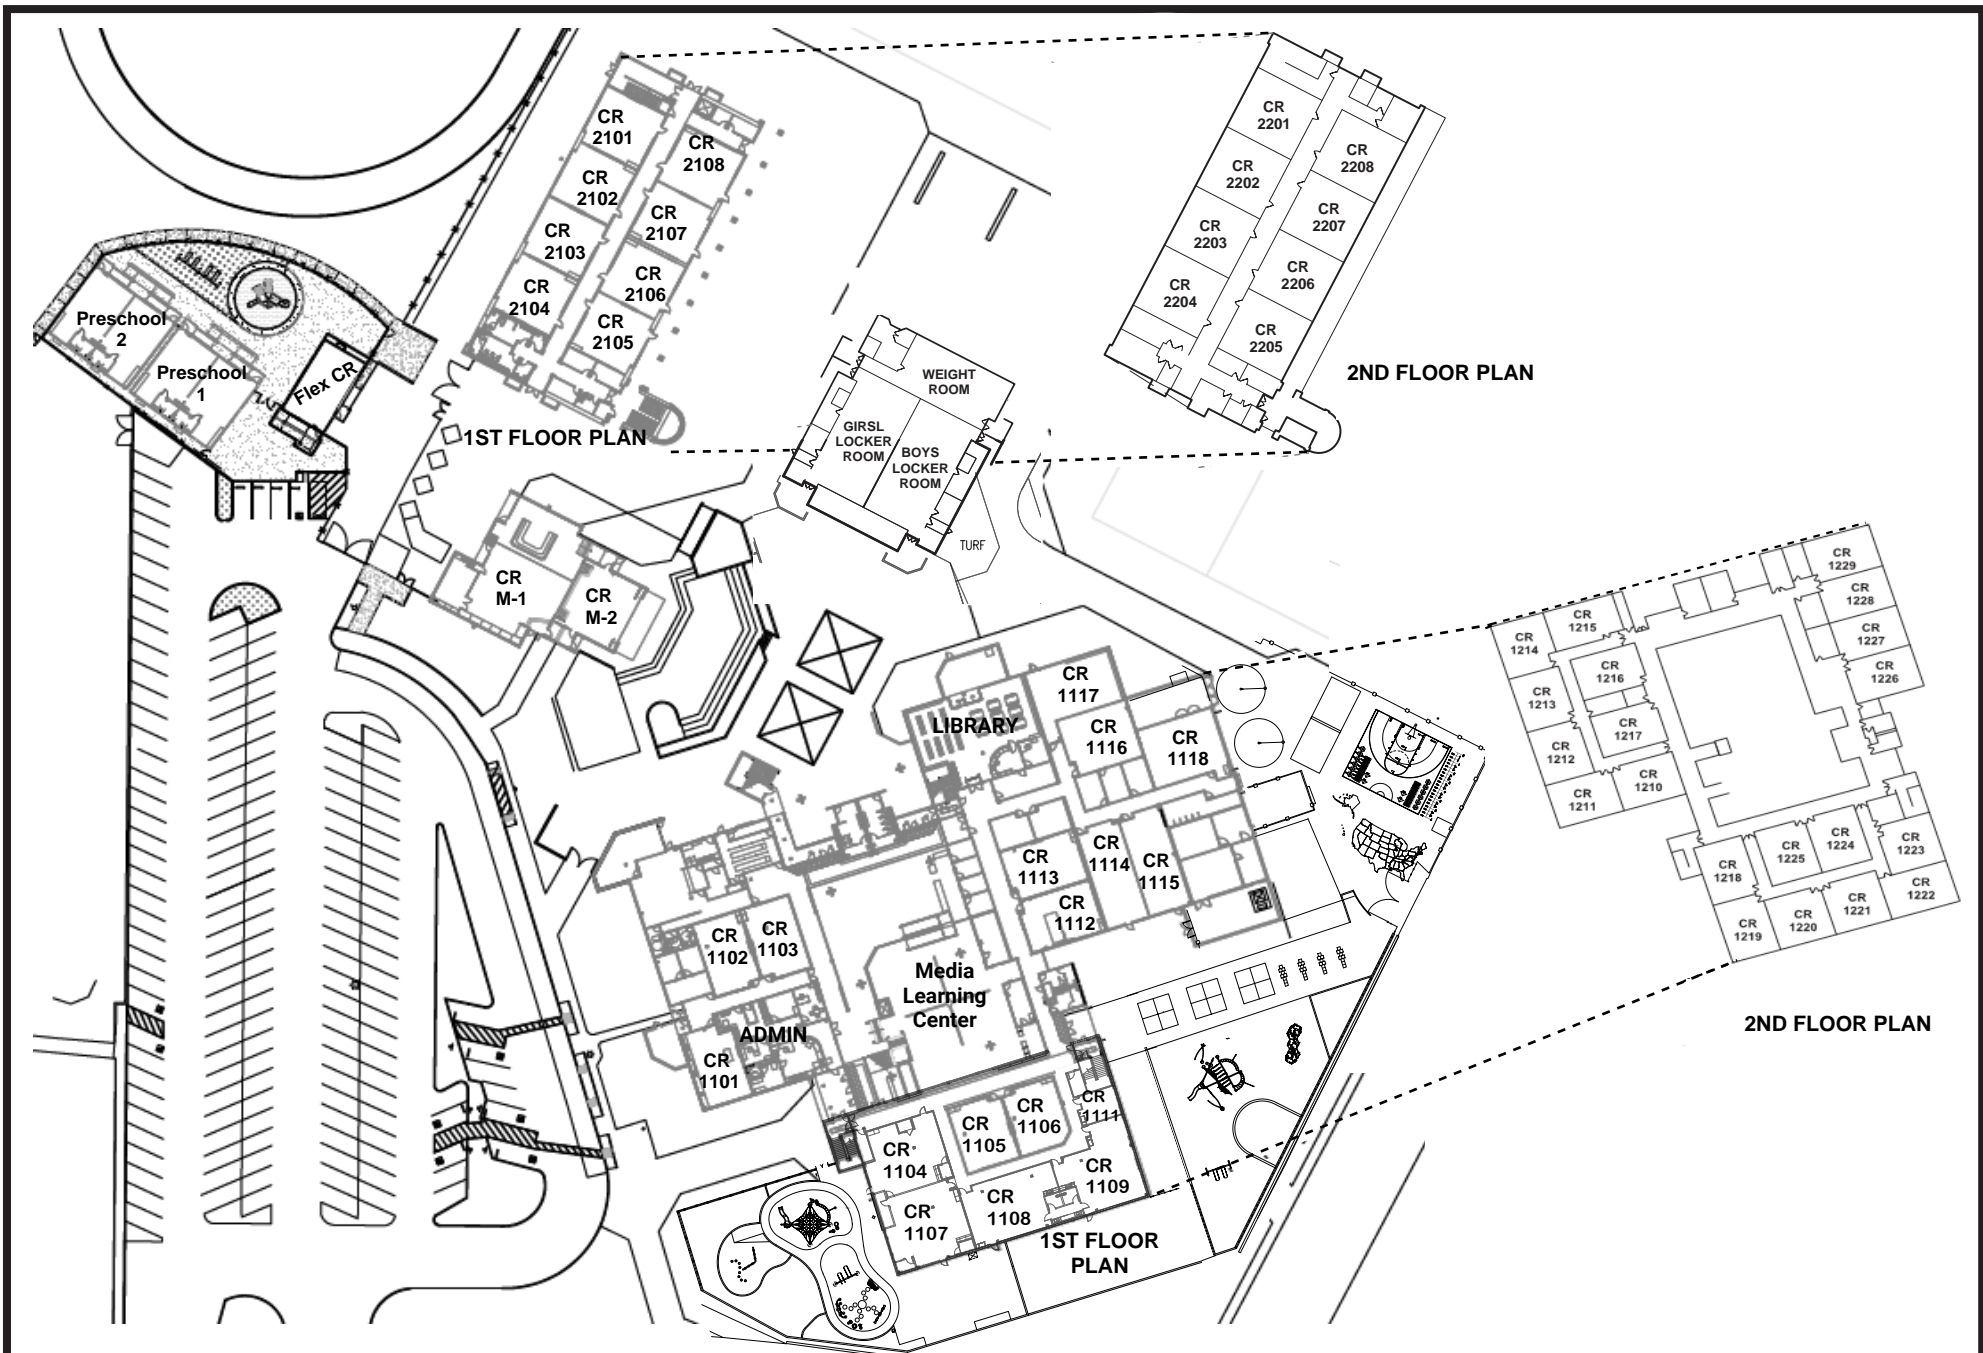 CR
2101
CR
2102
CR
2103
CR
2104
CR
2108
CR
2107
CR
2106
CR
2105
1ST FLOOR PLAN
CR
2201
CR
2202
CR
2203
CR
2204
CR
2208
CR
2207
CR
2206
CR
2205
2ND FLOOR PLAN
Preschool
2
Preschool
1
Flex CR
WEIGHT
ROOM
GIRSL
LOCKER
ROOM
BOYS
LOCKER
ROOM
TURF
CR
M-1
CR
M-2
LIBRARY
CR
1117
CR
1116
CR
1118
CR
1113
CR
1114
CR
1115
CR
1112
CR
1102
CR
1103
Media
Learning
Center
ADMIN
CR
1101
CR
1104
CR
1105
CR
1106
CR
1111
CR
1107
CR
1108
CR
1109
1ST FLOOR
PLAN
CR
1214
CR
1215
CR
1216
CR
1213
CR
1217
CR
1212
CR
1211
CR
1210
CR
1229
CR
1228
CR
1227
CR
1226
CR
1218
CR
1225
CR
1224
CR
1223
CR
1219
CR
1220
CR
1221
CR
1222
2ND FLOOR PLAN